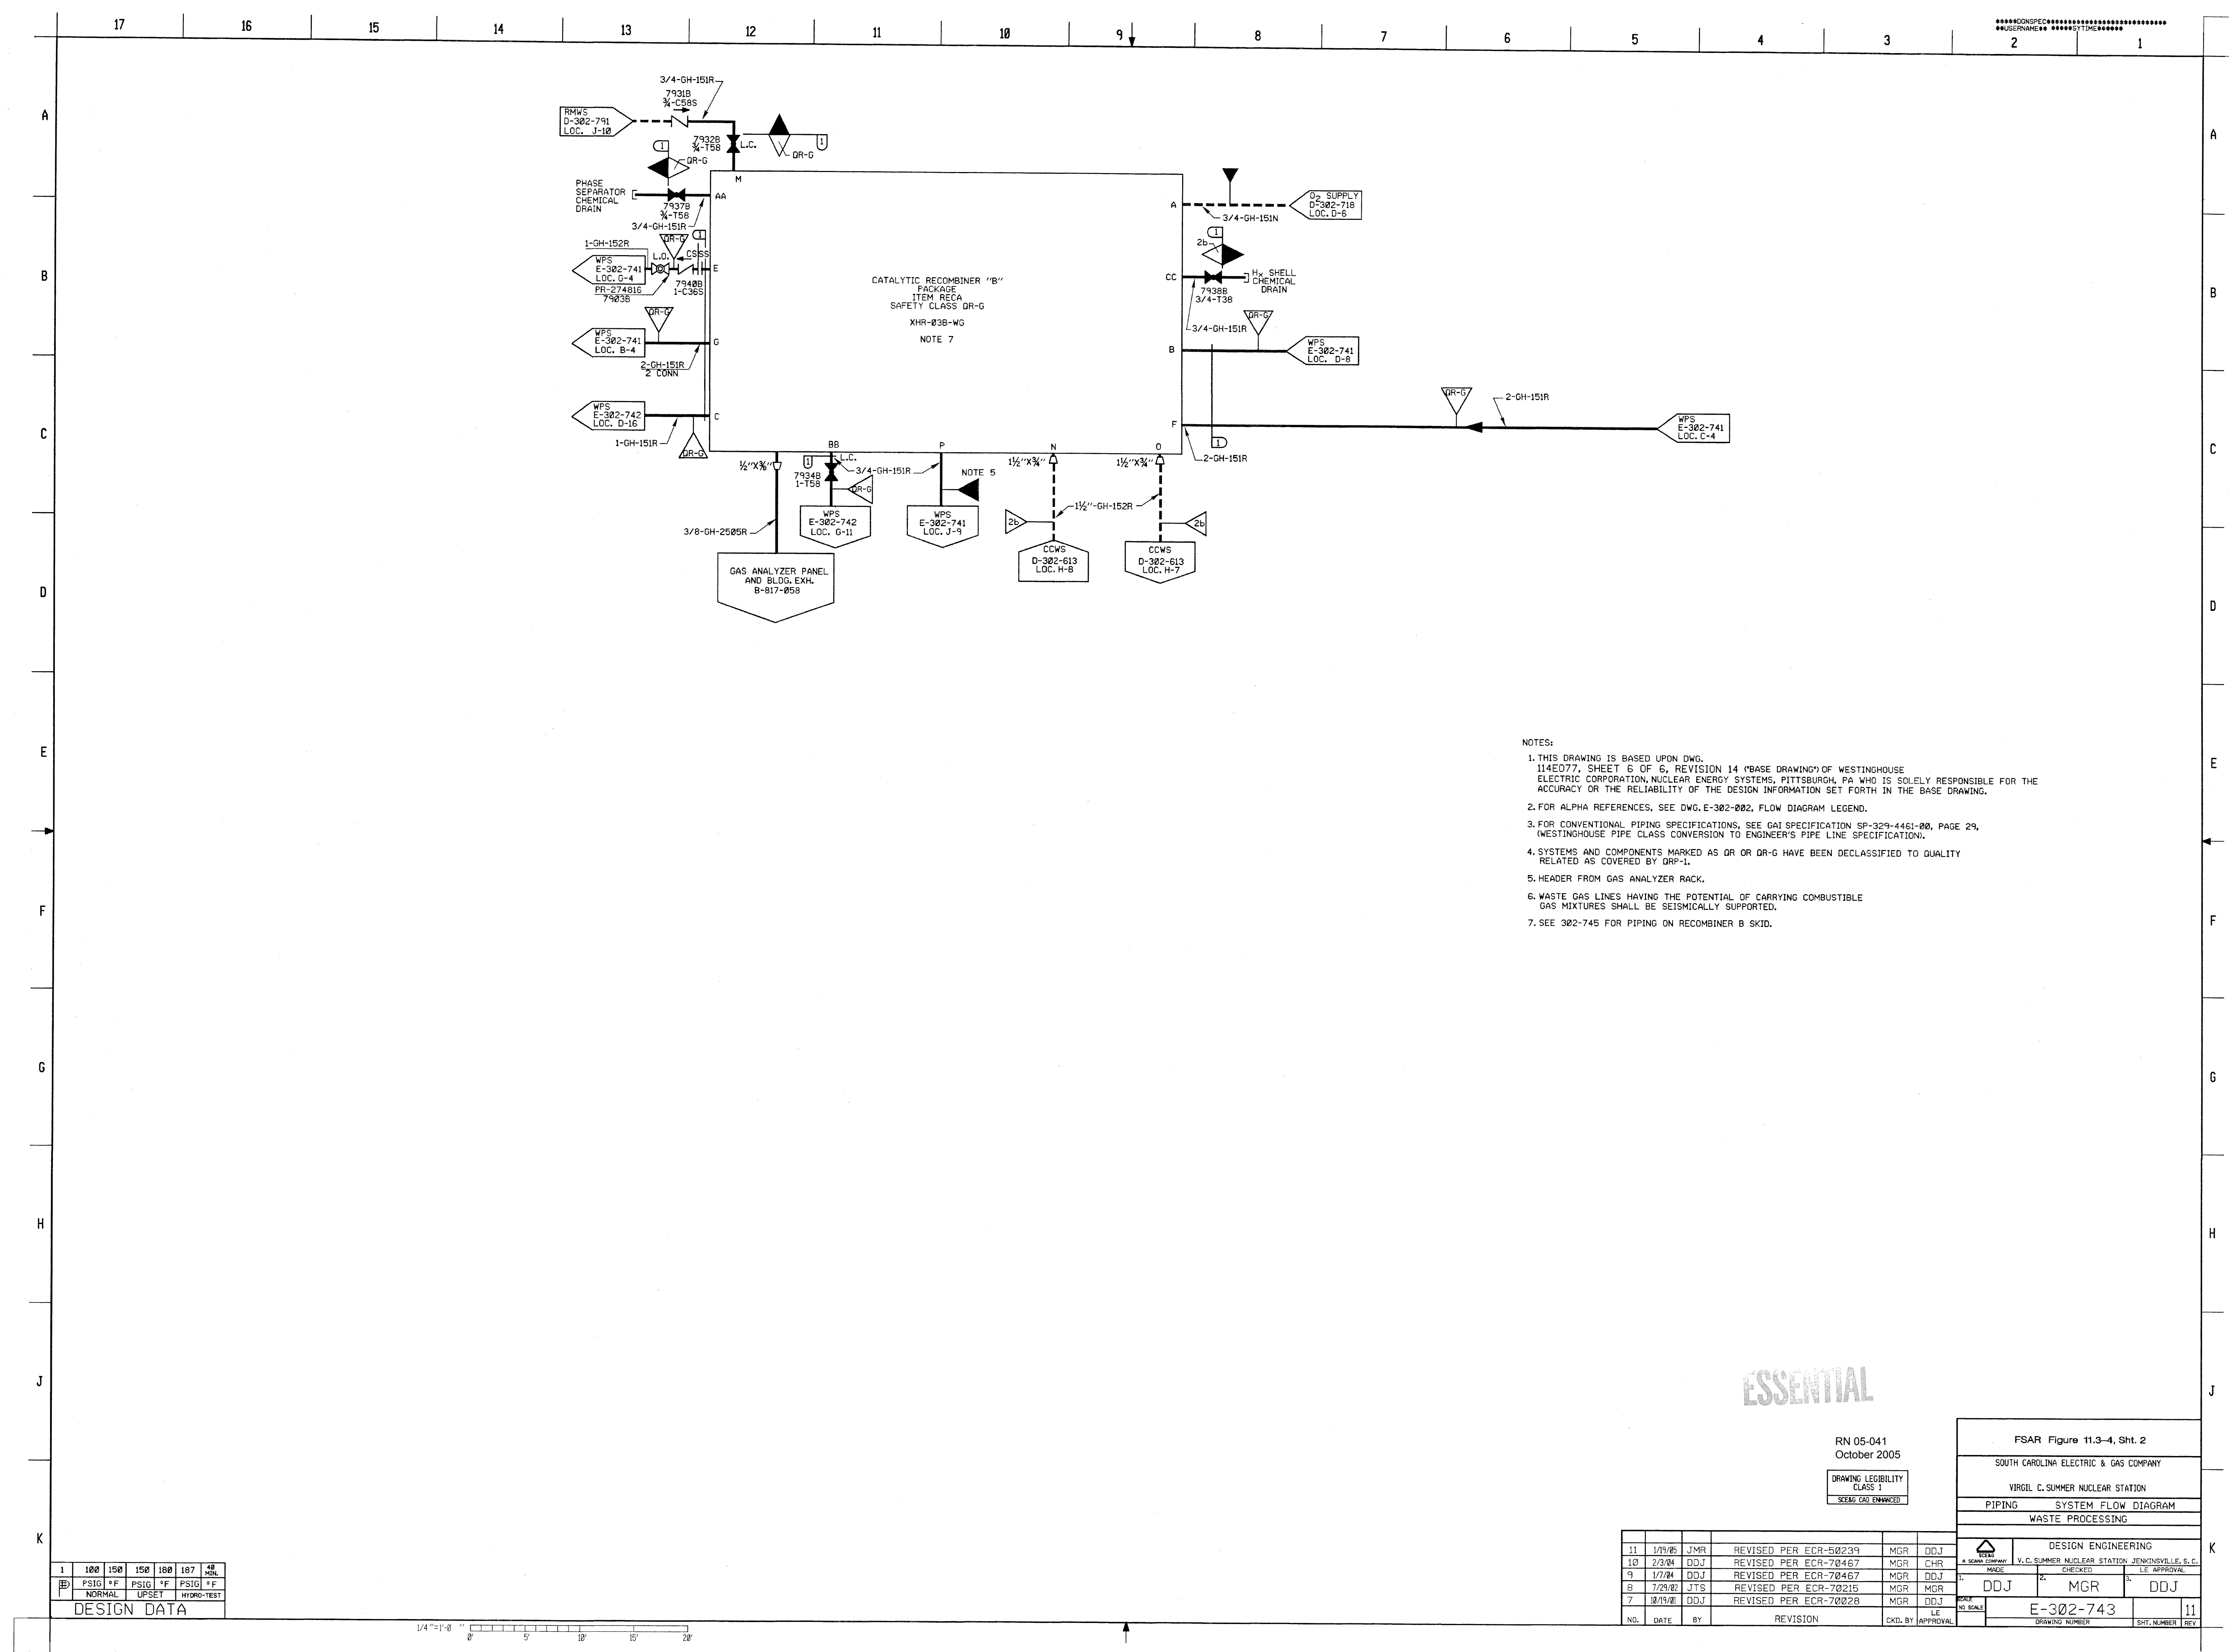 *****DGNSPEC****************************
**USERNAME** *****SYTIME******
17 16 15 14 13 12 11 10 9 8 7 6 5 4 3 2 1
A
B
C
D
E
F
G
H
J
K
3/4-GH-151R
7931B
¾-C58S
RMWS
D-302-791
LOC. J-10
7932B
¾-T58
L.C.
1
QR-G
1
QR-G
M
PHASE
SEPARATOR
CHEMICAL
DRAIN
7937B
¾-T58
AA
3/4-GH-151R
1
1-GH-152R
QR-G
L.O.
CSSS
WPS
E-302-741
LOC. G-4
E
PR-274816
7903B
7940B
1-C36S
QR-G
WPS
E-302-741
LOC. B-4
G
2-GH-151R
2 CONN
WPS
E-302-742
LOC. D-16
C
1-GH-151R
QR-G
CATALYTIC RECOMBINER "B"
PACKAGE
ITEM RECA
SAFETY CLASS QR-G
XHR-03B-WG
NOTE 7
A
O2 SUPPLY
D-302-718
LOC. D-6
3/4-GH-151N
1
2b
CC
HX SHELL
CHEMICAL
DRAIN
7938B
3/4-T38
3/4-GH-151R
QR-G
B
WPS
E-302-741
LOC. D-8
QR-G
2-GH-151R
F
WPS
E-302-741
LOC. C-4
1
2-GH-151R
½"X⅜"
BB
1
L.C.
7934B
1-T58
3/4-GH-151R
QR-G
P
NOTE 5
N
1½"X¾"
O
1½"X¾"
1½"-GH-152R
2b
2b
3/8-GH-2505R
WPS
E-302-742
LOC. G-11
WPS
E-302-741
LOC. J-9
CCWS
D-302-613
LOC. H-8
CCWS
D-302-613
LOC. H-7
GAS ANALYZER PANEL
AND BLDG. EXH.
B-817-058
NOTES:
1. THIS DRAWING IS BASED UPON DWG.
114E077, SHEET 6 OF 6, REVISION 14 ("BASE DRAWING") OF WESTINGHOUSE
ELECTRIC CORPORATION, NUCLEAR ENERGY SYSTEMS, PITTSBURGH, PA WHO IS SOLELY RESPONSIBLE FOR THE
ACCURACY OR THE RELIABILITY OF THE DESIGN INFORMATION SET FORTH IN THE BASE DRAWING.
2. FOR ALPHA REFERENCES, SEE DWG. E-302-002, FLOW DIAGRAM LEGEND.
3. FOR CONVENTIONAL PIPING SPECIFICATIONS, SEE GAI SPECIFICATION SP-329-4461-00, PAGE 29,
(WESTINGHOUSE PIPE CLASS CONVERSION TO ENGINEER'S PIPE LINE SPECIFICATION).
4. SYSTEMS AND COMPONENTS MARKED AS QR OR QR-G HAVE BEEN DECLASSIFIED TO QUALITY
RELATED AS COVERED BY QRP-1.
5. HEADER FROM GAS ANALYZER RACK.
6. WASTE GAS LINES HAVING THE POTENTIAL OF CARRYING COMBUSTIBLE
GAS MIXTURES SHALL BE SEISMICALLY SUPPORTED.
7. SEE 302-745 FOR PIPING ON RECOMBINER B SKID.
ESSENTIAL
RN 05-041
October 2005
DRAWING LEGIBILITY
CLASS 1
SCE&G CAD ENHANCED
FSAR Figure 11.3-4, Sht. 2
SOUTH CAROLINA ELECTRIC & GAS COMPANY
VIRGIL C. SUMMER NUCLEAR STATION
PIPING SYSTEM FLOW DIAGRAM
WASTE PROCESSING
SCE&G
A SCANA COMPANY
DESIGN ENGINEERING
V. C. SUMMER NUCLEAR STATION JENKINSVILLE, S. C.
MADE CHECKED LE APPROVAL
1. DDJ 2. MGR 3. DDJ
SCALE
NO SCALE
E-302-743 11
DRAWING NUMBER SHT. NUMBER REV
11 1/19/05 JMR REVISED PER ECR-50239 MGR DDJ
10 2/3/04 DDJ REVISED PER ECR-70467 MGR CHR
9 1/7/04 DDJ REVISED PER ECR-70467 MGR DDJ
8 7/29/02 JTS REVISED PER ECR-70215 MGR MGR
7 10/19/01 DDJ REVISED PER ECR-70028 MGR DDJ
NO. DATE BY REVISION CKD. BY LE APPROVAL
1 100 150 150 180 187 40 MIN.
PSIG °F PSIG °F PSIG °F
NORMAL UPSET HYDRO-TEST
DESIGN DATA
1/4"=1'-0"
0' 5' 10' 15' 20'
A
B
C
D
E
F
G
H
J
K